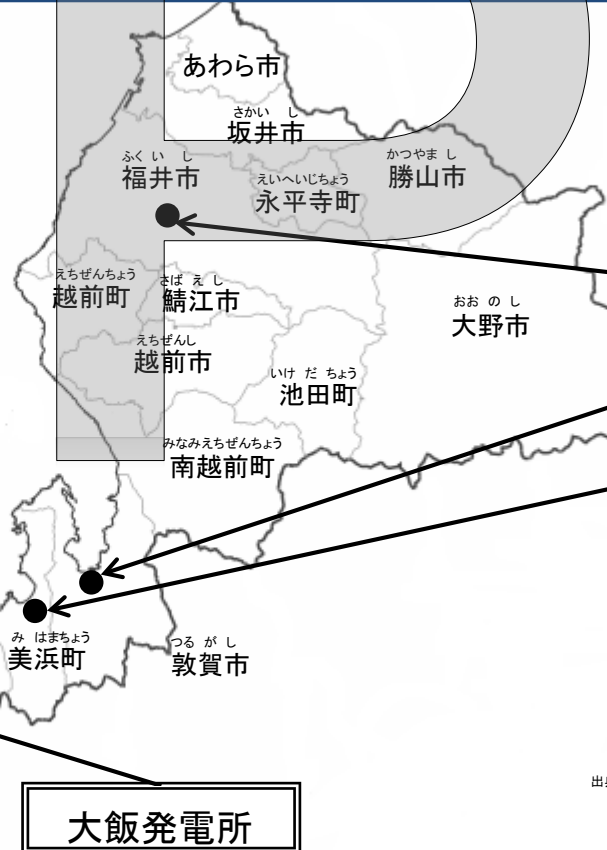 あわら市
さかい し
坂井市
ふく い し
福井市
えいへいじちょう
永平寺町
かつやま し
勝山市
えちぜんちょう
越前町
さば え し
鯖江市
おお の し
大野市
えちぜんし
越前市
いけ だ ちょう
池田町
みなみえちぜんちょう
南越前町
み はまちょう
美浜町
つる が し
敦賀市
大飯発電所